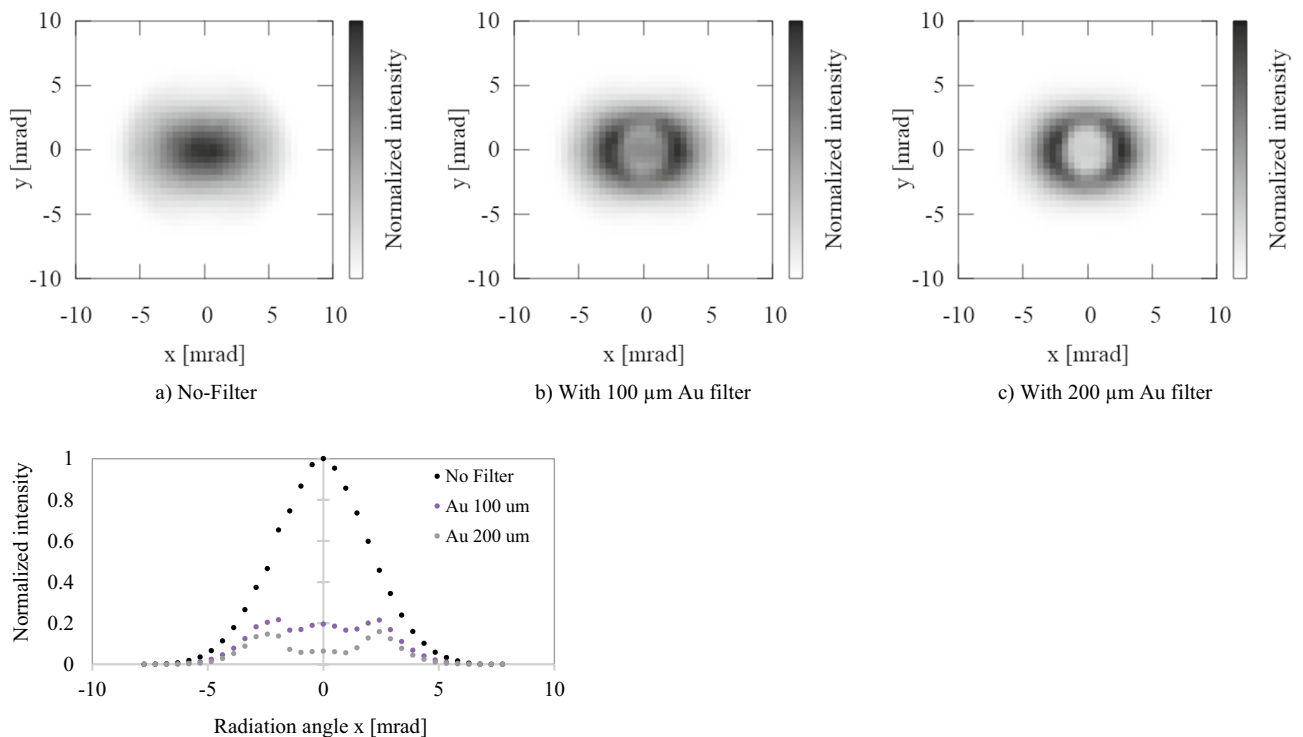 10
5
0
-5
-10
y [mrad]
-10 -5 0 5 10
x [mrad]
Normalized intensity
a) No-Filter
10
5
0
-5
-10
y [mrad]
-10 -5 0 5 10
x [mrad]
Normalized intensity
b) With 100 µm Au filter
10
5
0
-5
-10
y [mrad]
-10 -5 0 5 10
x [mrad]
Normalized intensity
c) With 200 µm Au filter
Normalized intensity
1
0.8
0.6
0.4
0.2
0
No Filter
Au 100 um
Au 200 um
-10 -5 0 5 10
Radiation angle x [mrad]